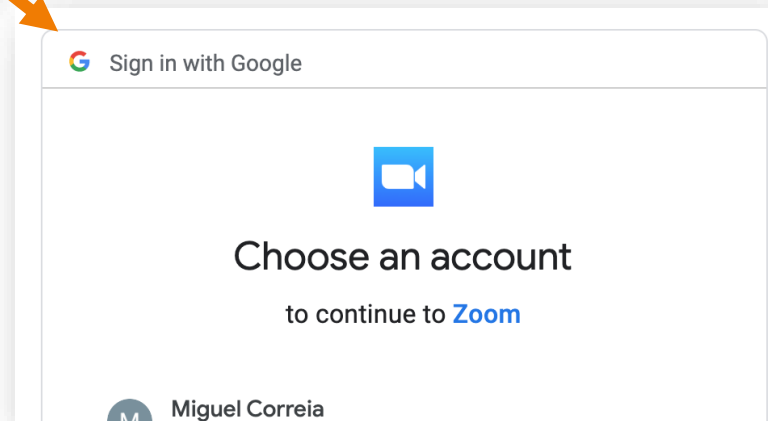 Sign in with Google
Choose an account
to continue to Zoom
Miguel Correia
M